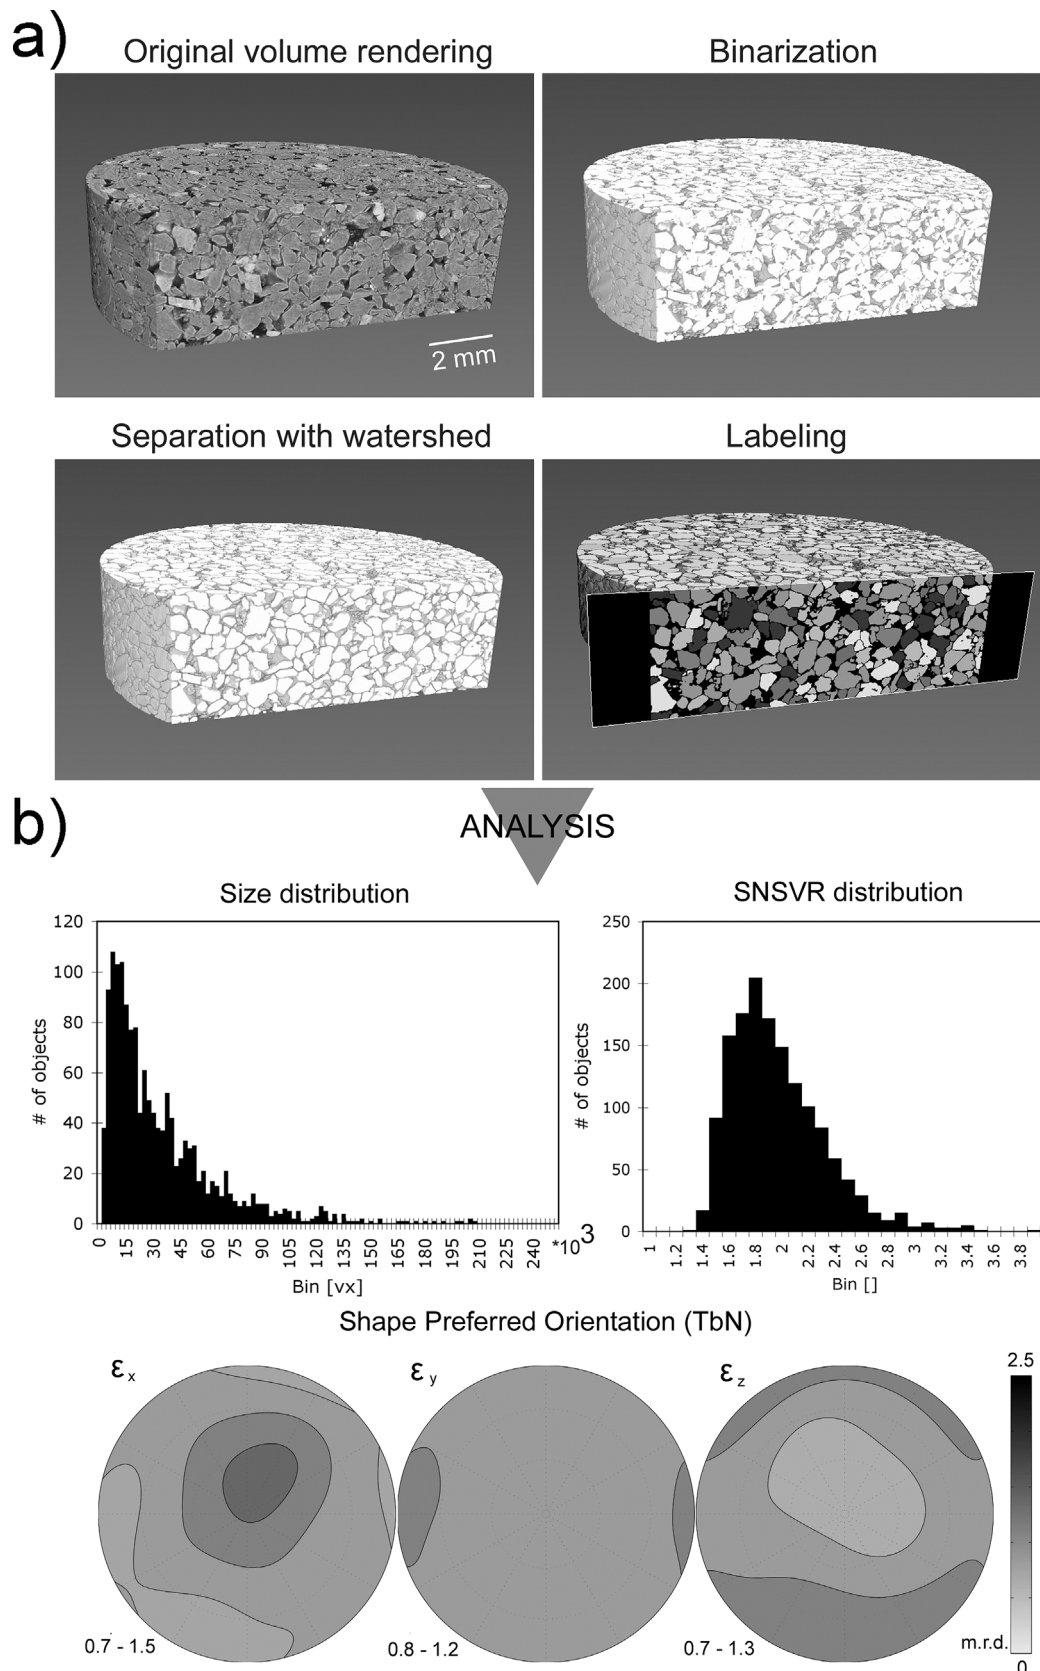 a)
Original volume rendering
Binarization
2 mm
Separation with watershed
Labeling
b)
ANALYSIS
Size distribution
SNSVR distribution
# of objects
120
100
80
60
40
20
0
0 15 30 45 60 75 90 105 120 135 150 165 180 195 210 225 240
*10³
Bin [vx]
# of objects
250
200
150
100
50
0
1 1.2 1.4 1.6 1.8 2 2.2 2.4 2.6 2.8 3 3.2 3.4 3.6 3.8
Bin []
Shape Preferred Orientation (TbN)
εx
εy
εz
2.5
0.7 - 1.5
0.8 - 1.2
0.7 - 1.3
m.r.d.
0